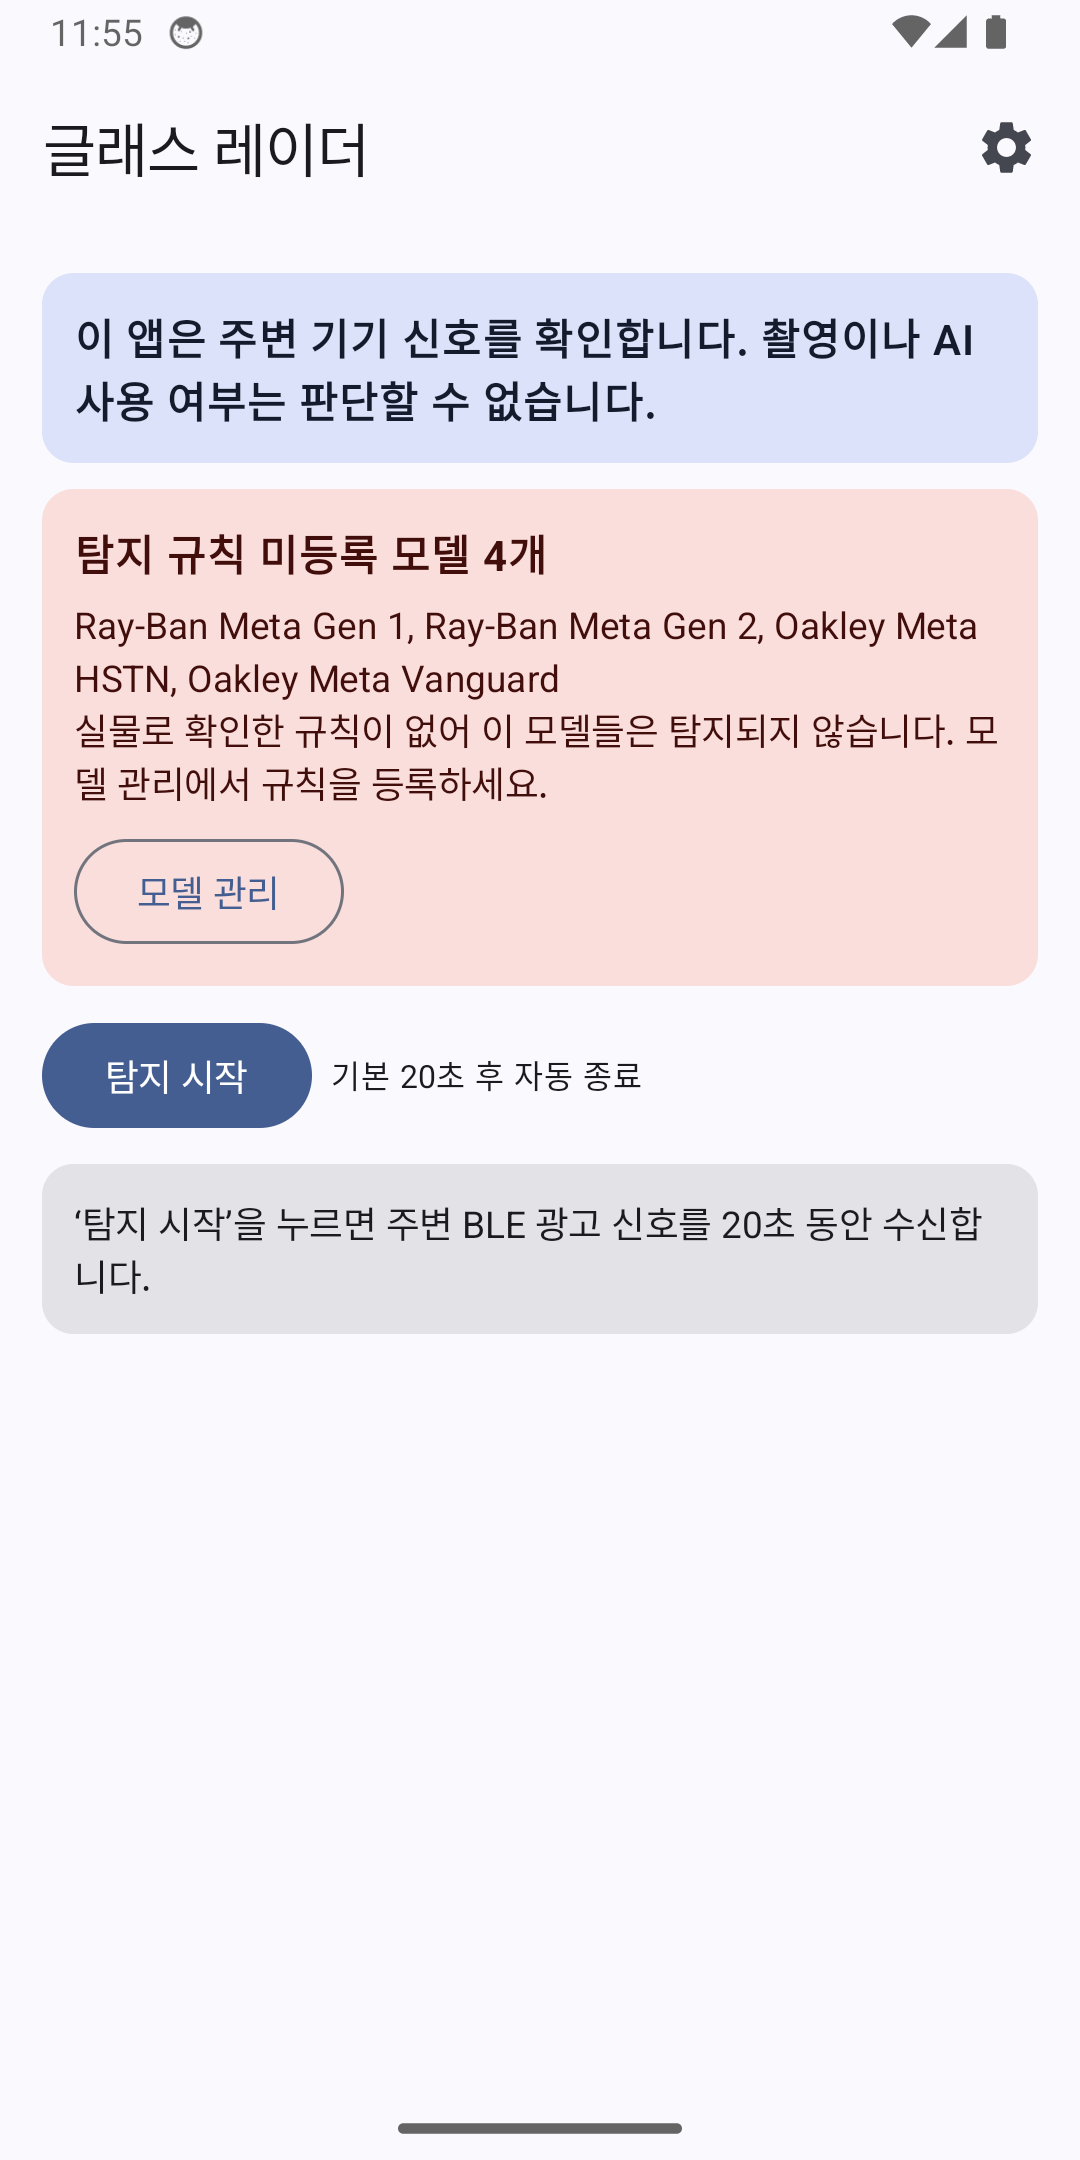 11:55
글래스 레이더
이 앱은 주변 기기 신호를 확인합니다. 촬영이나 AI
사용 여부는 판단할 수 없습니다.
탐지 규칙 미등록 모델 4개
Ray-Ban Meta Gen 1, Ray-Ban Meta Gen 2, Oakley Meta
HSTN, Oakley Meta Vanguard
실물로 확인한 규칙이 없어 이 모델들은 탐지되지 않습니다. 모
델 관리에서 규칙을 등록하세요.
모델 관리
탐지 시작 기본 20초 후 자동 종료
‘탐지 시작’을 누르면 주변 BLE 광고 신호를 20초 동안 수신합
니다.